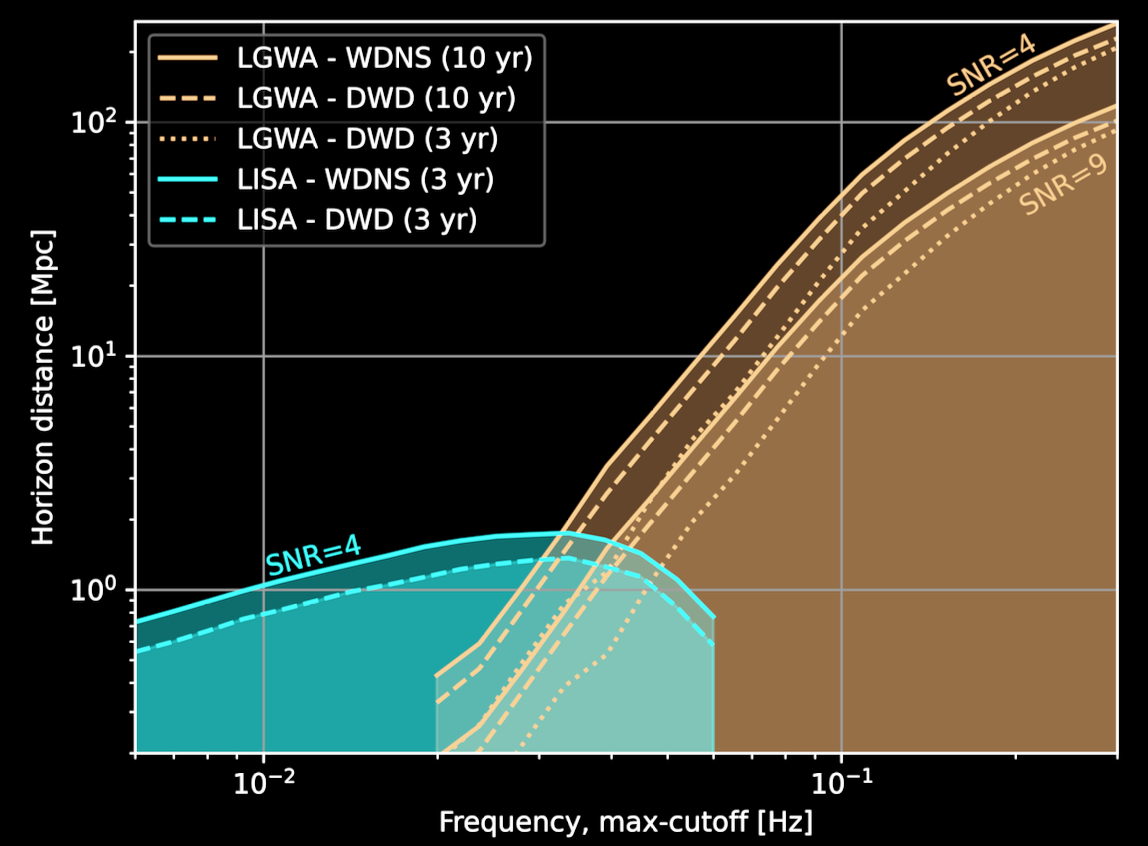 LGWA - WDNS (10 yr)
LGWA - DWD (10 yr)
LGWA - DWD (3 yr)
LISA - WDNS (3 yr)
LISA - DWD (3 yr)
SNR=4
SNR=9
SNR=4
10²
10¹
10⁰
Horizon distance [Mpc]
10⁻²
10⁻¹
Frequency, max-cutoff [Hz]